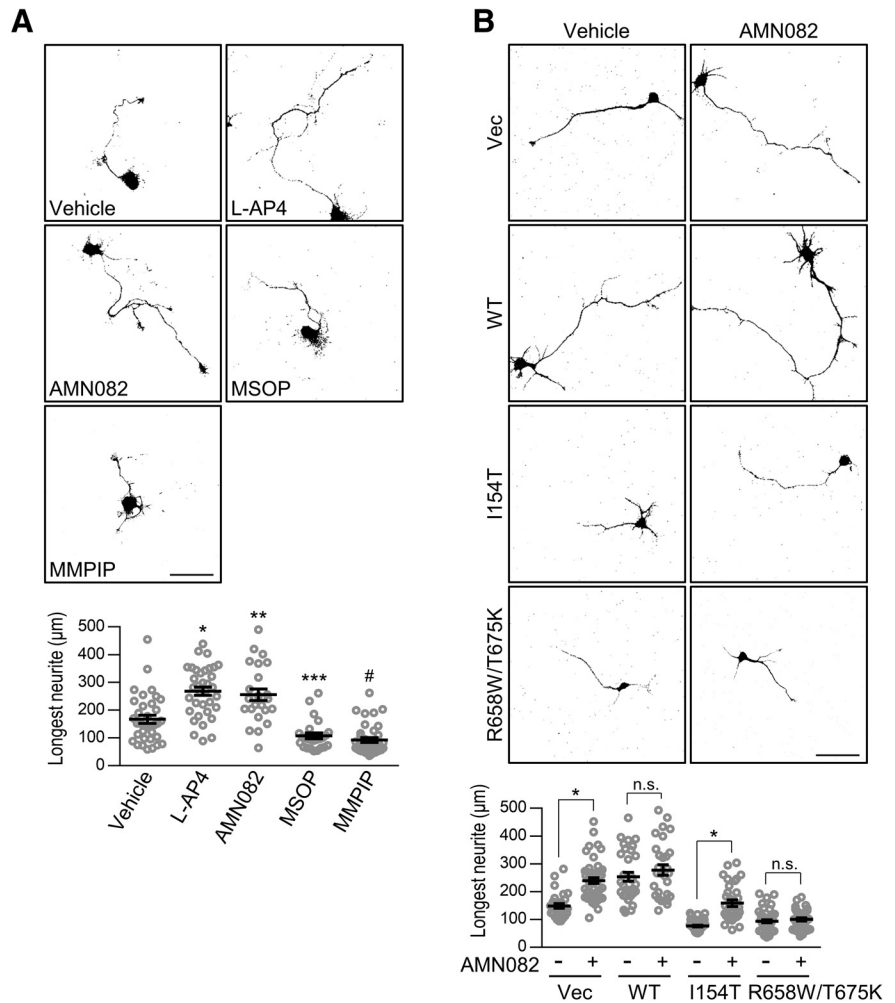 A
Vehicle
L-AP4
AMN082
MSOP
MMPIP
Longest neurite (μm)
500
400
300
200
100
0
*
**
***
#
Vehicle
L-AP4
AMN082
MSOP
MMPIP
B
Vehicle AMN082
Vec
WT
I154T
R658W/T675K
Longest neurite (μm)
500
400
300
200
100
0
*
n.s.
*
n.s.
AMN082 - + - + - + - +
Vec WT I154T R658W/T675K